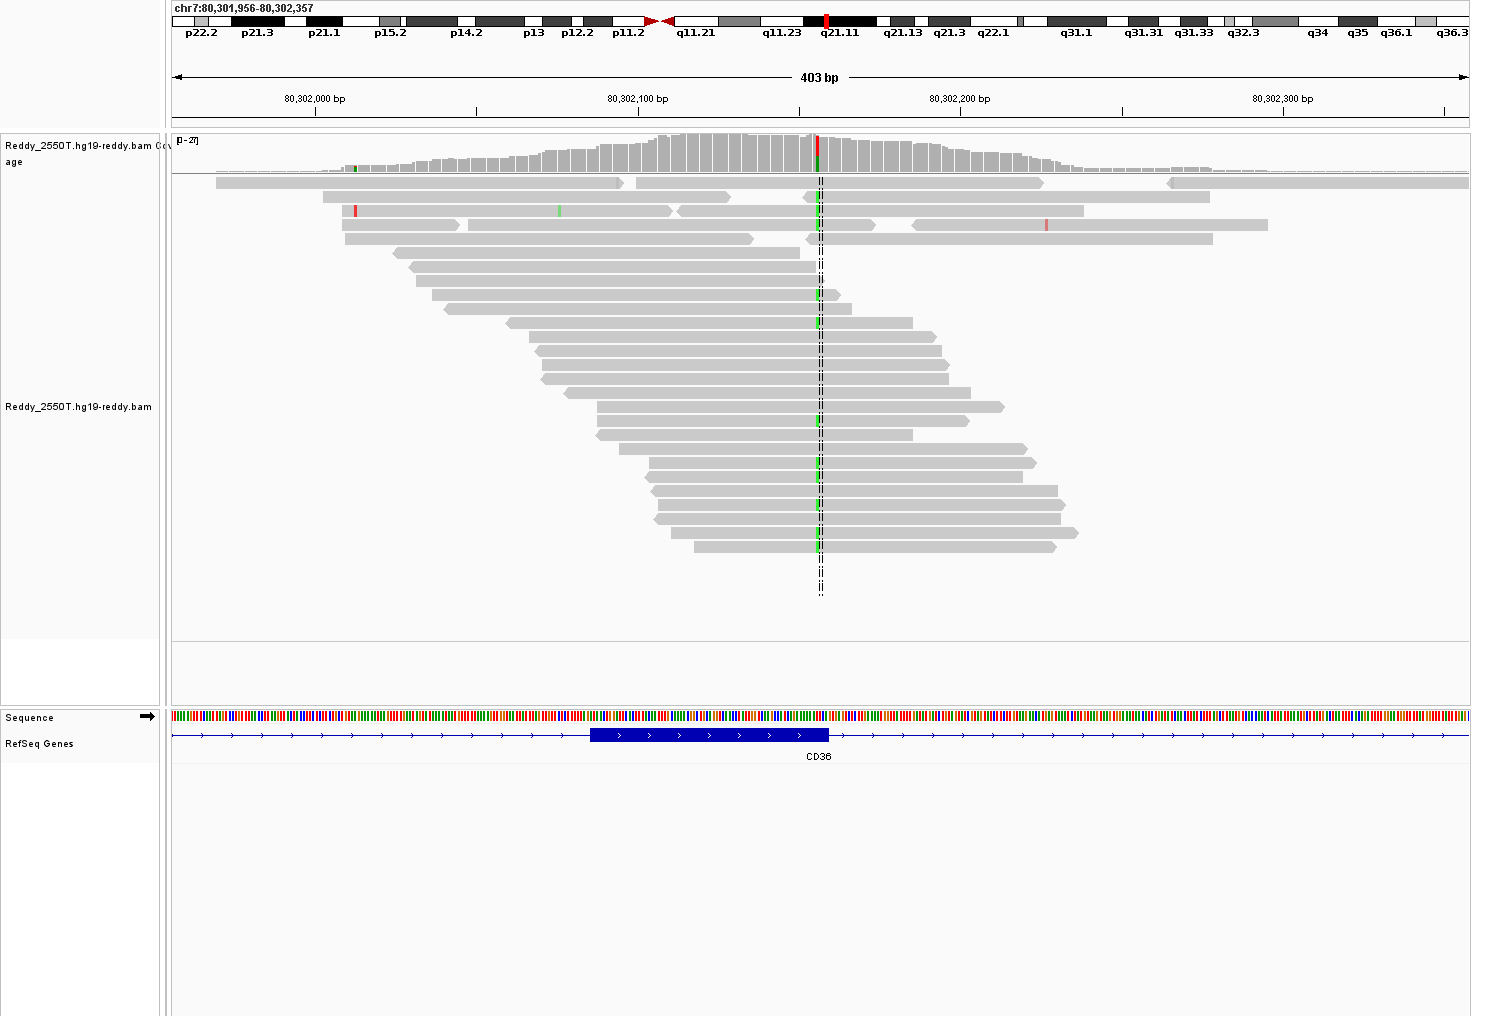 chr7:80,301,956-80,302,357
p22.2 p21.3 p21.1 p15.2 p14.2 p13 p12.2 p11.2 q11.21 q11.23 q21.11 q21.13 q21.3 q22.1 q31.1 q31.31 q31.33 q32.3 q34 q35 q36.1 q36.3
403 bp
80,302,000 bp 80,302,100 bp 80,302,200 bp 80,302,300 bp
Reddy_2550T.hg19-reddy.bam Cov
age
[0 - 27]
Reddy_2550T.hg19-reddy.bam
Sequence
RefSeq Genes
CD36